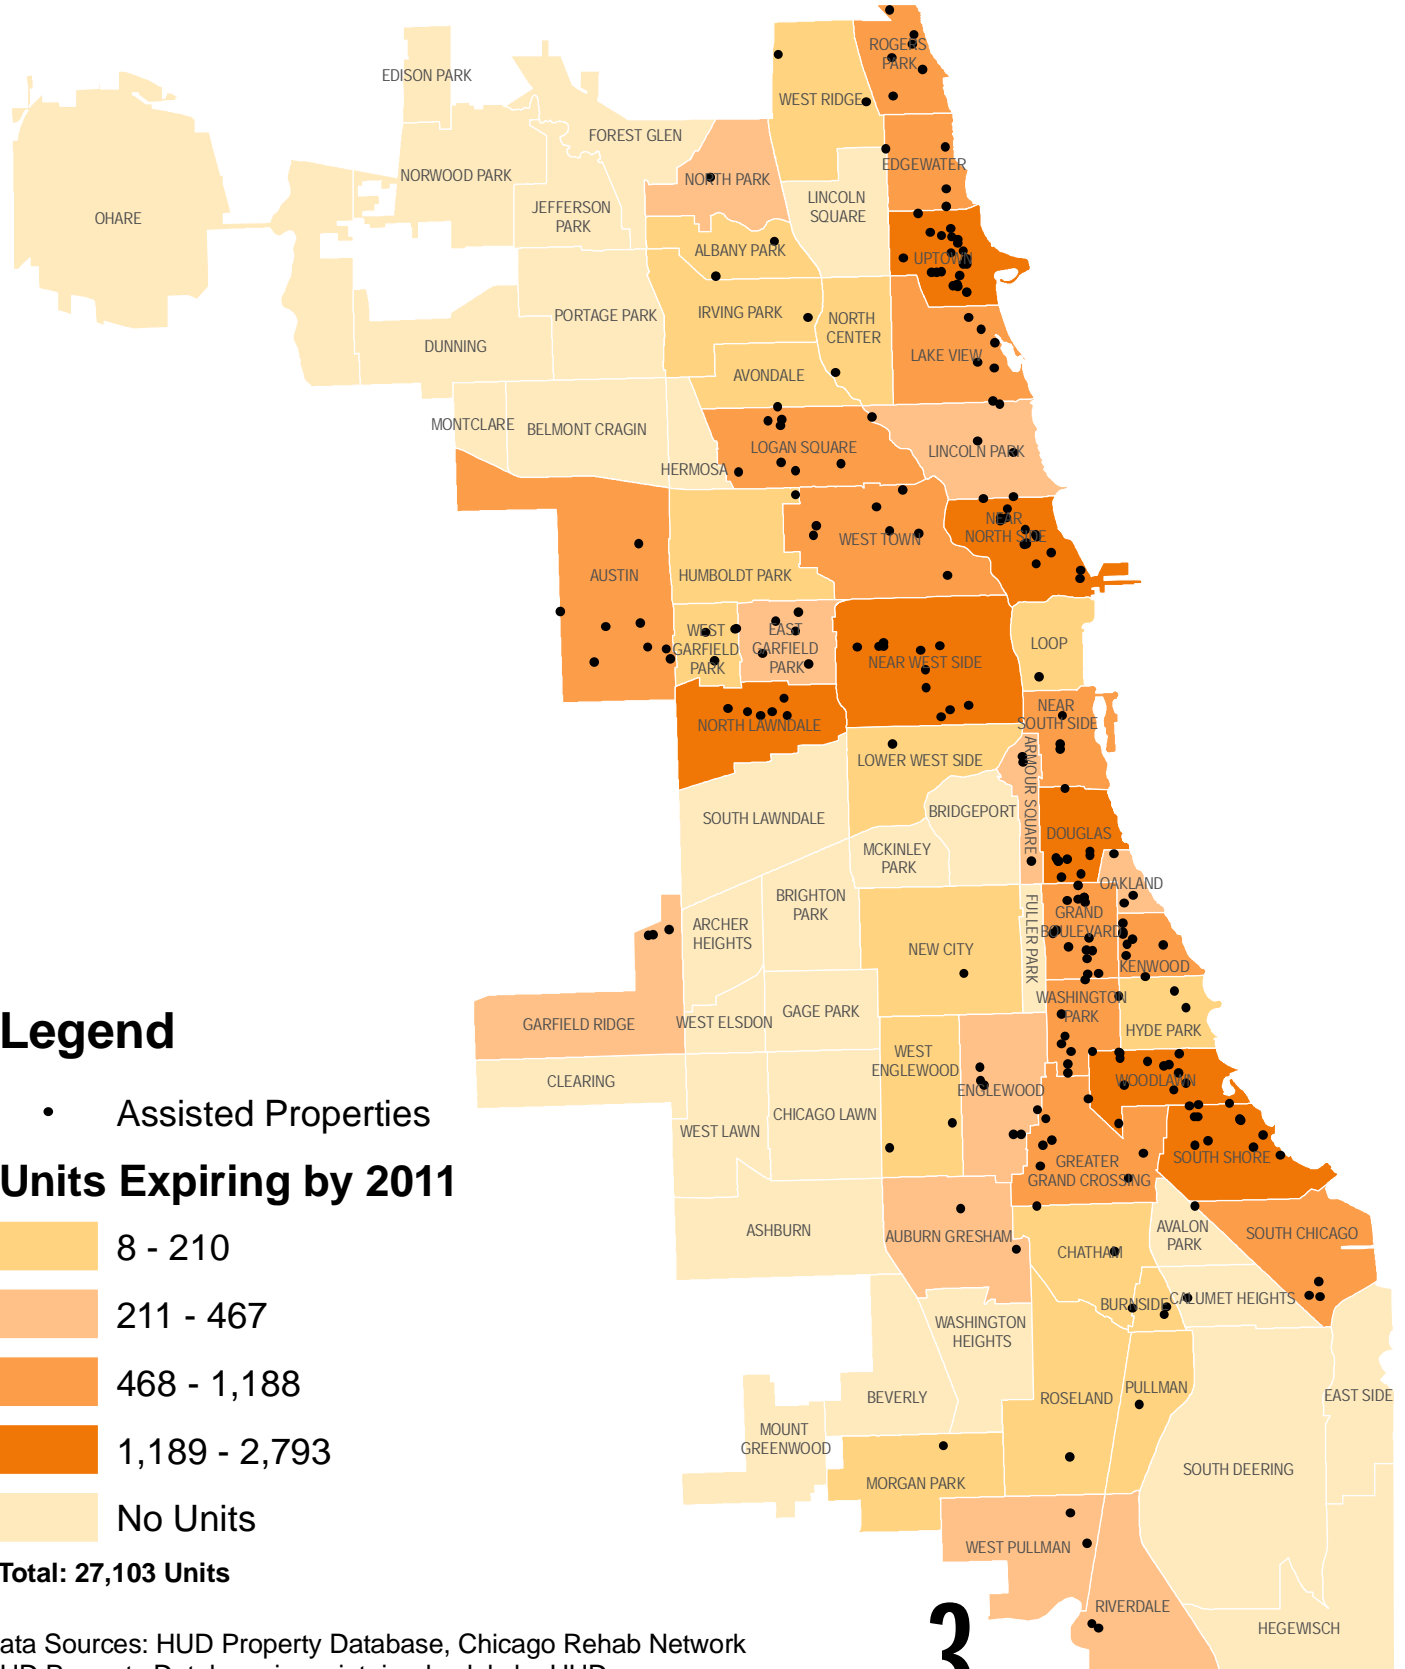 ROGERS
PARK
EDISON PARK
WEST RIDGE
FOREST GLEN
EDGEWATER
NORWOOD PARK
NORTH PARK
LINCOLN
SQUARE
JEFFERSON
PARK
OHARE
ALBANY PARK
UPTOWN
IRVING PARK
PORTAGE PARK
NORTH
CENTER
DUNNING
LAKE VIEW
AVONDALE
MONTCLARE
BELMONT CRAGIN
LOGAN SQUARE
LINCOLN PARK
HERMOSA
NEAR
NORTH SIDE
WEST TOWN
AUSTIN
HUMBOLDT PARK
WEST
GARFIELD
PARK
EAST
GARFIELD
PARK
LOOP
NEAR WEST SIDE
NEAR
SOUTH SIDE
NORTH LAWNDALE
LOWER WEST SIDE
ARMOUR SQUARE
BRIDGEPORT
SOUTH LAWNDALE
DOUGLAS
MCKINLEY
PARK
OAKLAND
BRIGHTON
PARK
GRAND
BOULEVARD
FULLER PARK
ARCHER
HEIGHTS
NEW CITY
KENWOOD
WASHINGTON
PARK
GAGE PARK
WEST ELSDON
GARFIELD RIDGE
HYDE PARK
Legend
WEST
ENGLEWOOD
CLEARING
ENGLEWOOD
WOODLAWN
CHICAGO LAWN
Assisted Properties
WEST LAWN
SOUTH SHORE
GREATER
GRAND CROSSING
Units Expiring by 2011
ASHBURN
AUBURN GRESHAM
AVALON
PARK
SOUTH CHICAGO
8 - 210
CHATHAM
BURNSIDE
CALUMET HEIGHTS
211 - 467
WASHINGTON
HEIGHTS
468 - 1,188
PULLMAN
BEVERLY
ROSELAND
EAST SIDE
MOUNT
GREENWOOD
1,189 - 2,793
SOUTH DEERING
MORGAN PARK
No Units
WEST PULLMAN
Total: 27,103 Units
RIVERDALE
HEGEWISCH
3
ata Sources: HUD Property Database, Chicago Rehab Network